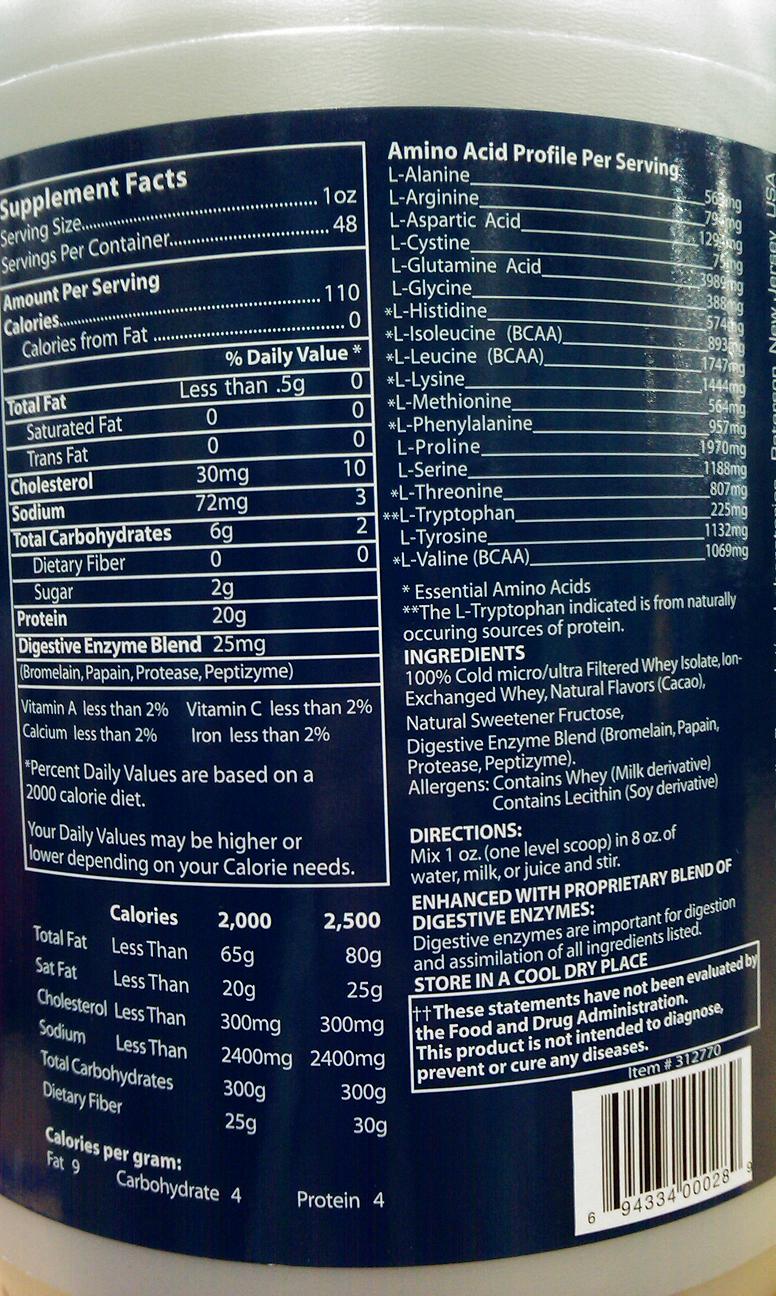 Supplement Facts
Serving Size 1oz
Servings Per Container 48
Amount Per Serving
Calories 110
Calories from Fat 0
% Daily Value *
Total Fat Less than .5g 0
Saturated Fat 0 0
Trans Fat 0 0
Cholesterol 30mg 10
Sodium 72mg 3
Total Carbohydrates 6g 2
Dietary Fiber 0 0
Sugar 2g
Protein 20g
Digestive Enzyme Blend 25mg
(Bromelain, Papain, Protease, Peptizyme)
Vitamin A less than 2% Vitamin C less than 2%
Calcium less than 2% Iron less than 2%
*Percent Daily Values are based on a
2000 calorie diet.
Your Daily Values may be higher or
lower depending on your Calorie needs.
Calories 2,000 2,500
Total Fat Less Than 65g 80g
Sat Fat Less Than 20g 25g
Cholesterol Less Than 300mg 300mg
Sodium Less Than 2400mg 2400mg
Total Carbohydrates 300g 300g
Dietary Fiber 25g 30g
Calories per gram:
Fat 9 Carbohydrate 4 Protein 4
Amino Acid Profile Per Serving
L-Alanine
L-Arginine
L-Aspartic Acid
L-Cystine
L-Glutamine Acid
L-Glycine
*L-Histidine
*L-Isoleucine (BCAA)
*L-Leucine (BCAA) 1747mg
*L-Lysine 1444mg
*L-Methionine 564mg
*L-Phenylalanine 957mg
L-Proline 1970mg
L-Serine 1188mg
*L-Threonine 807mg
**L-Tryptophan 225mg
L-Tyrosine 1132mg
*L-Valine (BCAA) 1069mg
* Essential Amino Acids
**The L-Tryptophan indicated is from naturally
occuring sources of protein.
INGREDIENTS
100% Cold micro/ultra Filtered Whey Isolate, Ion-
Exchanged Whey, Natural Flavors (Cacao),
Natural Sweetener Fructose,
Digestive Enzyme Blend (Bromelain, Papain,
Protease, Peptizyme).
Allergens: Contains Whey (Milk derivative)
Contains Lecithin (Soy derivative)
DIRECTIONS:
Mix 1 oz. (one level scoop) in 8 oz. of
water, milk, or juice and stir.
ENHANCED WITH PROPRIETARY BLEND OF
DIGESTIVE ENZYMES:
Digestive enzymes are important for digestion
and assimilation of all ingredients listed.
STORE IN A COOL DRY PLACE
††These statements have not been evaluated by
the Food and Drug Administration.
This product is not intended to diagnose,
prevent or cure any diseases.
Item # 312770
6 94334 00028 9
New Jersey USA